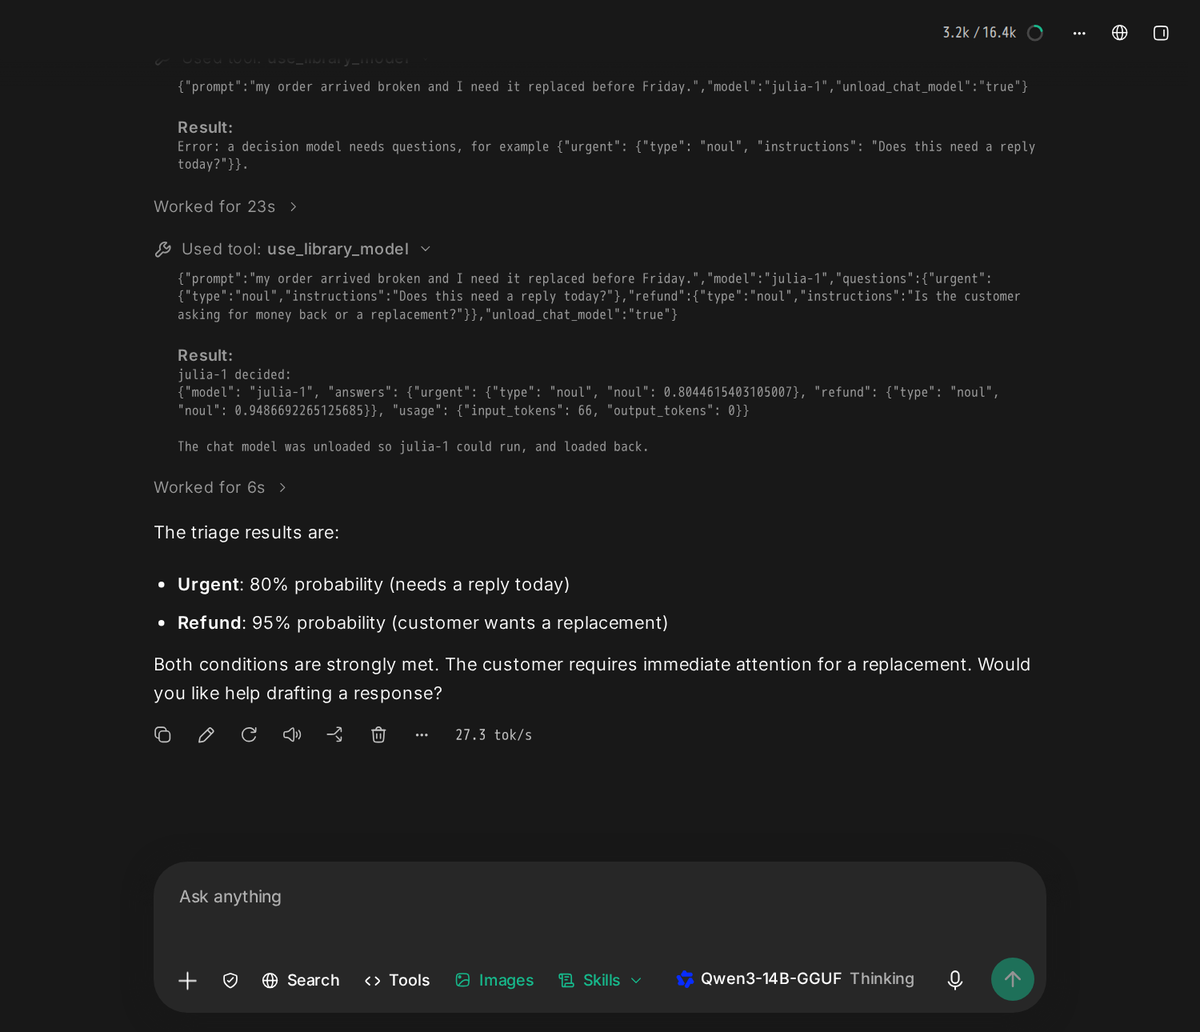 3.2k / 16.4k
Used tool: use_library_model
{"prompt":"my order arrived broken and I need it replaced before Friday.","model":"julia-1","unload_chat_model":"true"}
Result:
Error: a decision model needs questions, for example {"urgent": {"type": "noul", "instructions": "Does this need a reply
today?"}}.
Worked for 23s
Used tool: use_library_model
{"prompt":"my order arrived broken and I need it replaced before Friday.","model":"julia-1","questions":{"urgent":
{"type":"noul","instructions":"Does this need a reply today?"},"refund":{"type":"noul","instructions":"Is the customer
asking for money back or a replacement?"}},"unload_chat_model":"true"}
Result:
julia-1 decided:
{"model": "julia-1", "answers": {"urgent": {"type": "noul", "noul": 0.8044615403105007}, "refund": {"type": "noul",
"noul": 0.9486692265125685}}, "usage": {"input_tokens": 66, "output_tokens": 0}}
The chat model was unloaded so julia-1 could run, and loaded back.
Worked for 6s
The triage results are:
• Urgent: 80% probability (needs a reply today)
• Refund: 95% probability (customer wants a replacement)
Both conditions are strongly met. The customer requires immediate attention for a replacement. Would
you like help drafting a response?
27.3 tok/s
Ask anything
Search Tools Images Skills Qwen3-14B-GGUF Thinking